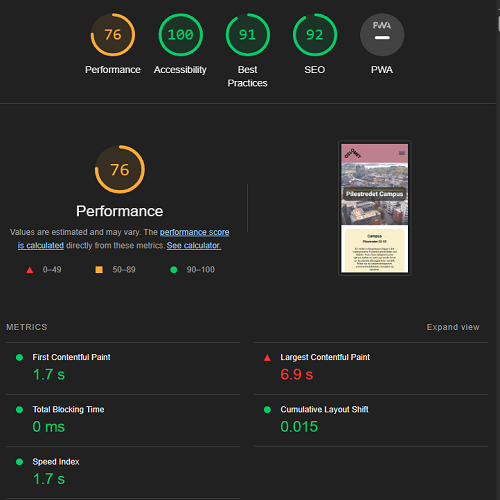 76
100
91
92
PWA
Performance
Accessibility
Best
Practices
SEO
PWA
76
Performance
Values are estimated and may vary. The performance score
is calculated directly from these metrics. See calculator.
0–49
50–89
90–100
Pilestredet Campus
Campus
Pilestredet 52-10
METRICS
Expand view
First Contentful Paint
1.7 s
Largest Contentful Paint
6.9 s
Total Blocking Time
0 ms
Cumulative Layout Shift
0.015
Speed Index
1.7 s